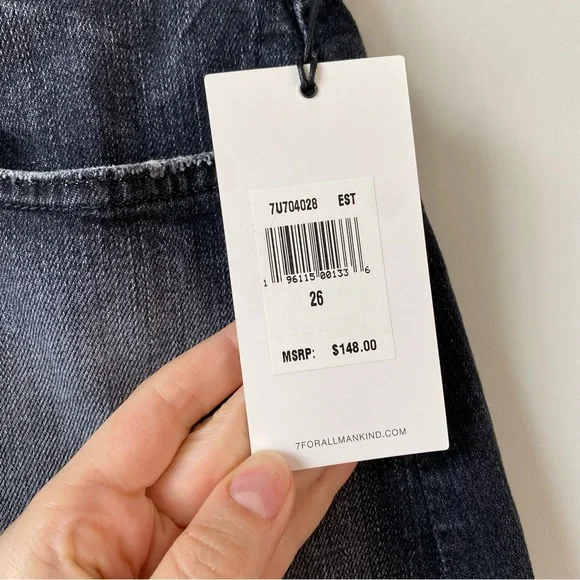 7U704028 EST
1 96115 00133 6
26
MSRP: $148.00
7FORALLMANKIND.COM